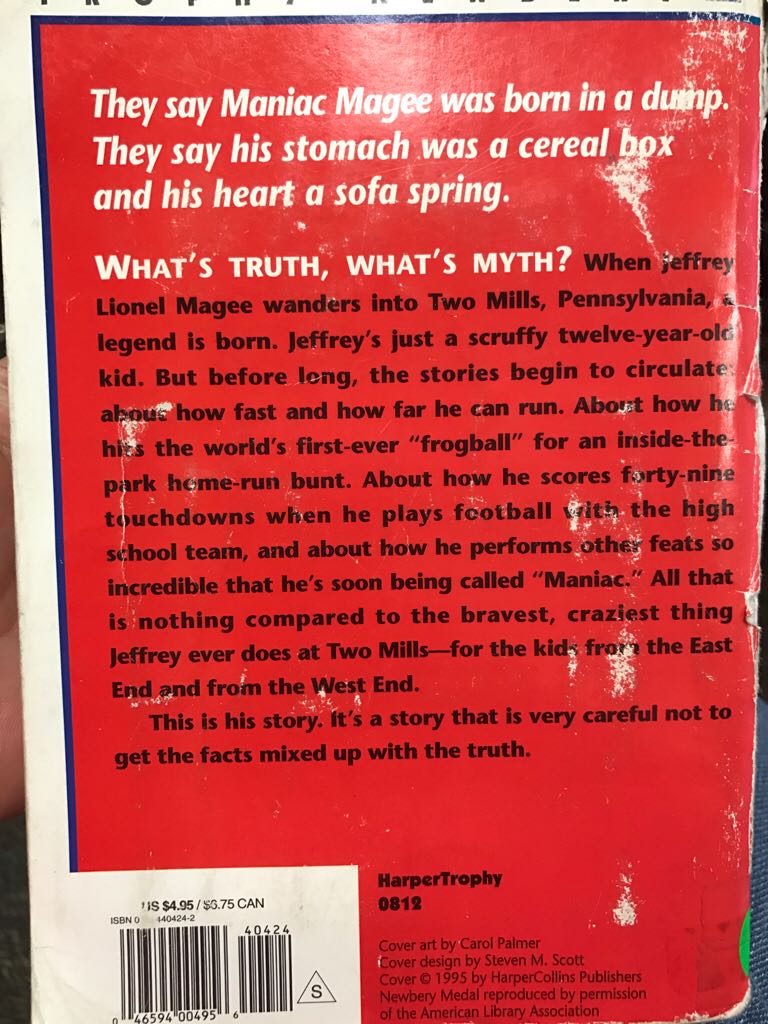 They say Maniac Magee was born in a dump.
They say his stomach was a cereal box
and his heart a sofa spring.
WHAT'S TRUTH, WHAT'S MYTH? When Jeffrey
Lionel Magee wanders into Two Mills, Pennsylvania, a
legend is born. Jeffrey's just a scruffy twelve-year-old
kid. But before long, the stories begin to circulate
about how fast and how far he can run. About how he
hits the world's first-ever "frogball" for an inside-the-
park home-run bunt. About how he scores forty-nine
touchdowns when he plays football with the high
school team, and about how he performs other feats so
incredible that he's soon being called "Maniac." All that
is nothing compared to the bravest, craziest thing
Jeffrey ever does at Two Mills—for the kids from the East
End and from the West End.
This is his story. It's a story that is very careful not to
get the facts mixed up with the truth.
US $4.95 / $6.75 CAN
ISBN 0 440424-2
40424
0 46594 00495 6
S
HarperTrophy
0812
Cover art by Carol Palmer
Cover design by Steven M. Scott
Cover © 1995 by HarperCollins Publishers
Newbery Medal reproduced by permission
of the American Library Association